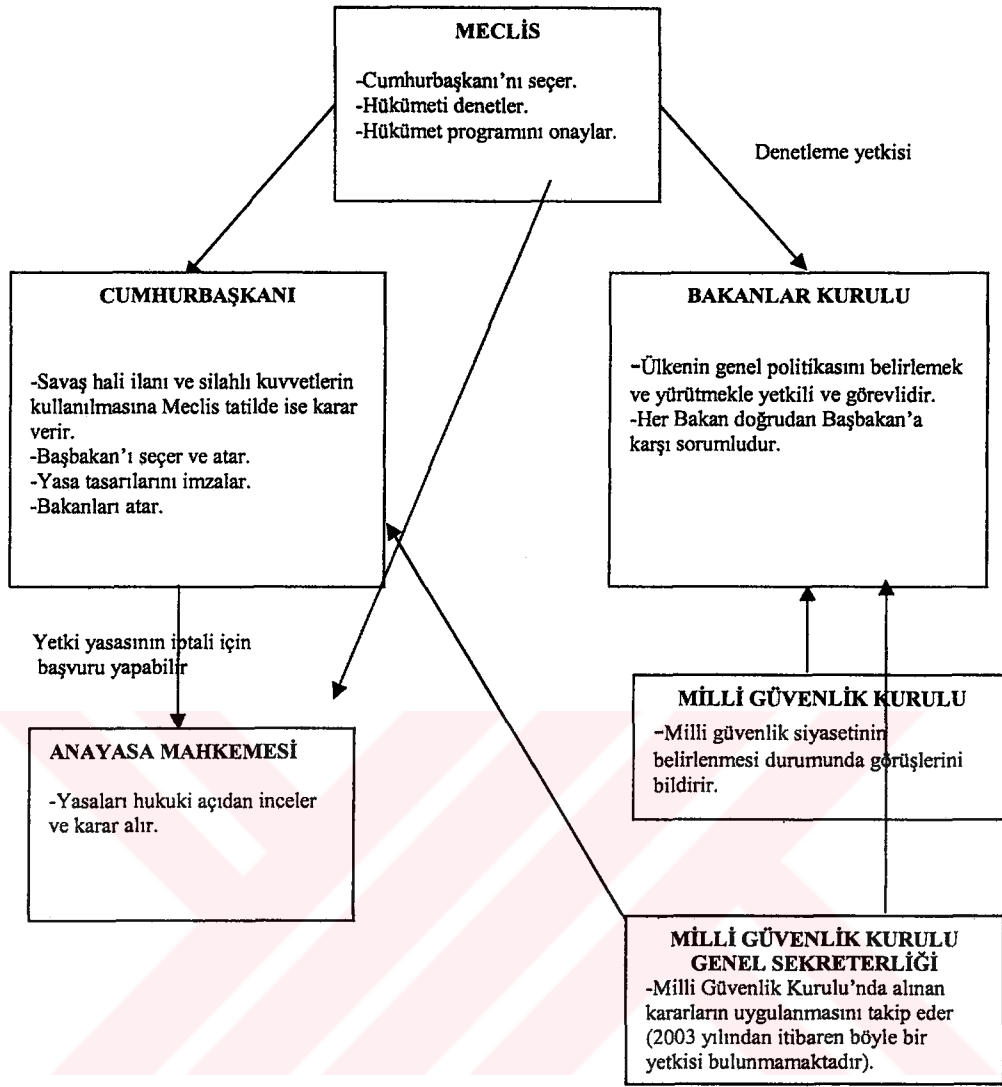 MECLİS
-Cumhurbaşkanı'nı seçer.
-Hükümeti denetler.
-Hükümet programını onaylar.
Denetleme yetkisi
CUMHURBAŞKANI
-Savaş hali ilanı ve silahlı kuvvetlerin
kullanılmasına Meclis tatilde ise karar
verir.
-Başbakan'ı seçer ve atar.
-Yasa tasarılarını imzalar.
-Bakanları atar.
BAKANLAR KURULU
-Ülkenin genel politikasını belirlemek
ve yürütmekle yetkili ve görevlidir.
-Her Bakan doğrudan Başbakan'a
karşı sorumludur.
Yetki yasasının iptali için
başvuru yapabilir
MİLLİ GÜVENLİK KURULU
-Milli güvenlik siyasetinin
belirlenmesi durumunda görüşlerini
bildirir.
ANAYASA MAHKEMESİ
-Yasaları hukuki açıdan inceler
ve karar alır.
MİLLİ GÜVENLİK KURULU
GENEL SEKRETERLİĞİ
-Milli Güvenlik Kurulu'nda alınan
kararların uygulanmasını takip eder
(2003 yılından itibaren böyle bir
yetkisi bulunmamaktadır).